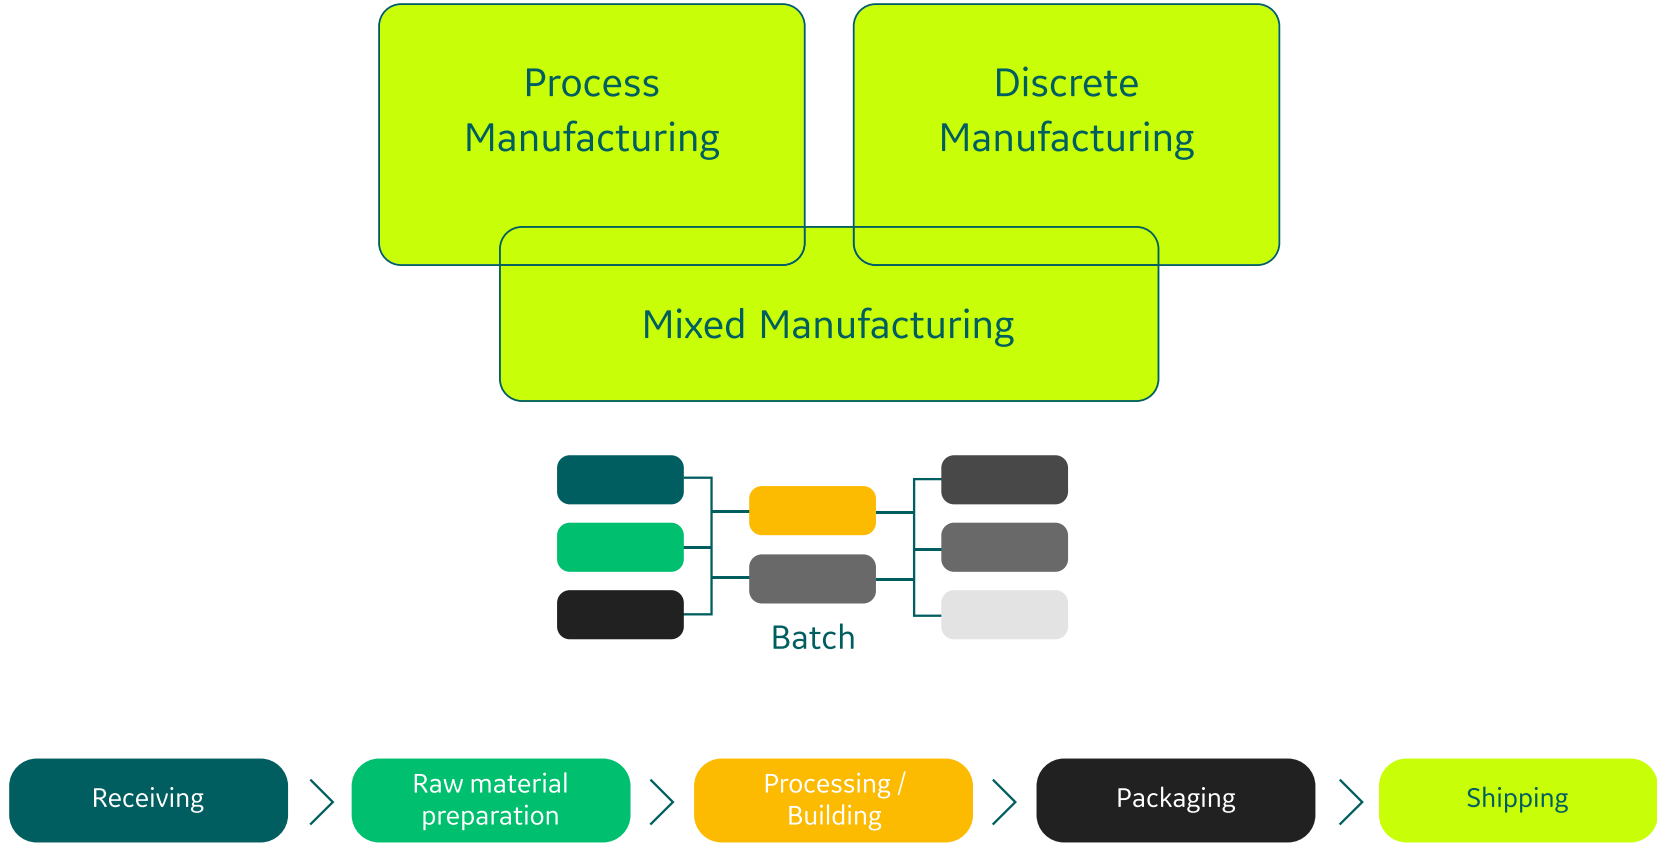 Process
Manufacturing
Discrete
Manufacturing
Mixed Manufacturing
Batch
Receiving
Raw material
preparation
Processing /
Building
Packaging
Shipping